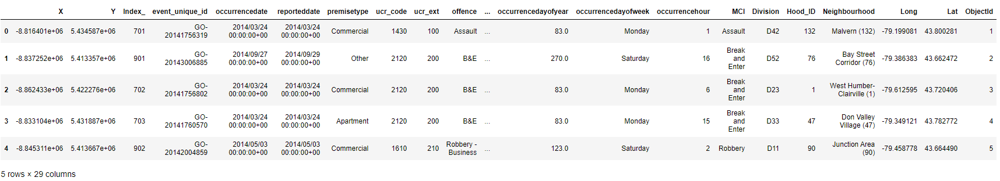 X Y Index_ event_unique_id occurrencedate reporteddate premisetype ucr_code ucr_ext offence ... occurrencedayofyear occurrencedayofweek occurrencehour MCI Division Hood_ID Neighbourhood Long Lat ObjectId
0 -8.816401e+06 5.434587e+06 701 GO-20141756319 2014/03/24 00:00:00+00 2014/03/24 00:00:00+00 Commercial 1430 100 Assault ... 83.0 Monday 1 Assault D42 132 Malvern (132) -79.199081 43.800281 1
1 -8.837252e+06 5.413357e+06 901 GO-20143006885 2014/09/27 00:00:00+00 2014/09/29 00:00:00+00 Other 2120 200 B&E ... 270.0 Saturday 16 Break and Enter D52 76 Bay Street Corridor (76) -79.386383 43.662472 2
2 -8.862433e+06 5.422276e+06 702 GO-20141756802 2014/03/24 00:00:00+00 2014/03/24 00:00:00+00 Commercial 2120 200 B&E ... 83.0 Monday 6 Break and Enter D23 1 West Humber-Clairville (1) -79.612595 43.720406 3
3 -8.833104e+06 5.431887e+06 703 GO-20141760570 2014/03/24 00:00:00+00 2014/03/24 00:00:00+00 Apartment 2120 200 B&E ... 83.0 Monday 15 Break and Enter D33 47 Don Valley Village (47) -79.349121 43.782772 4
4 -8.845311e+06 5.413667e+06 902 GO-20142004859 2014/05/03 00:00:00+00 2014/05/03 00:00:00+00 Commercial 1610 210 Robbery - Business ... 123.0 Saturday 2 Robbery D11 90 Junction Area (90) -79.458778 43.664490 5
5 rows × 29 columns